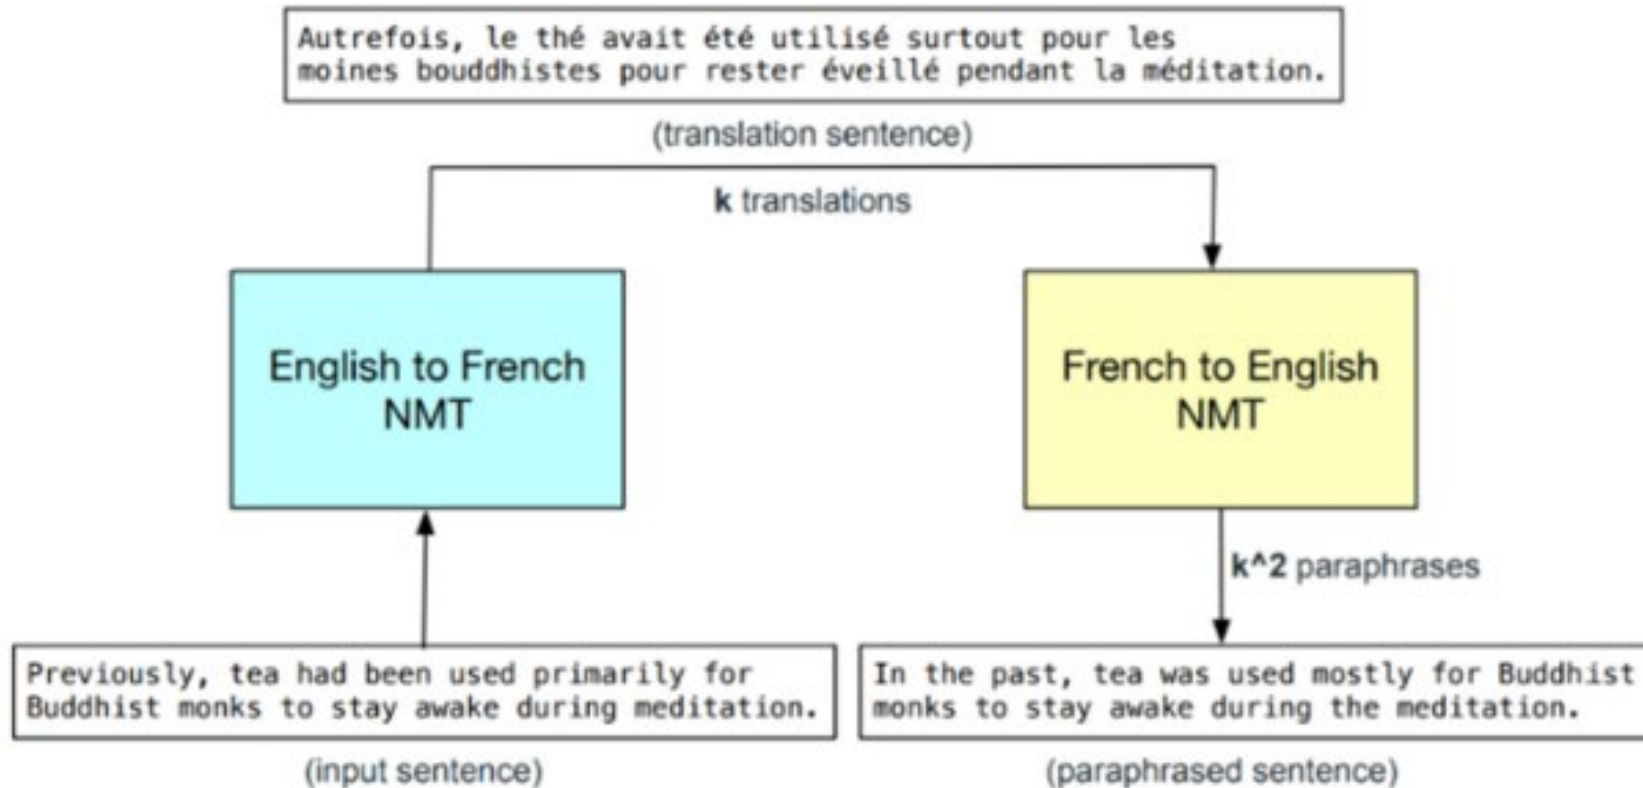 Autrefois, le thé avait été utilisé surtout pour les
moines bouddhistes pour rester éveillé pendant la méditation.
(translation sentence)
k translations
English to French
NMT
French to English
NMT
k^2 paraphrases
Previously, tea had been used primarily for
Buddhist monks to stay awake during meditation.
(input sentence)
In the past, tea was used mostly for Buddhist
monks to stay awake during the meditation.
(paraphrased sentence)